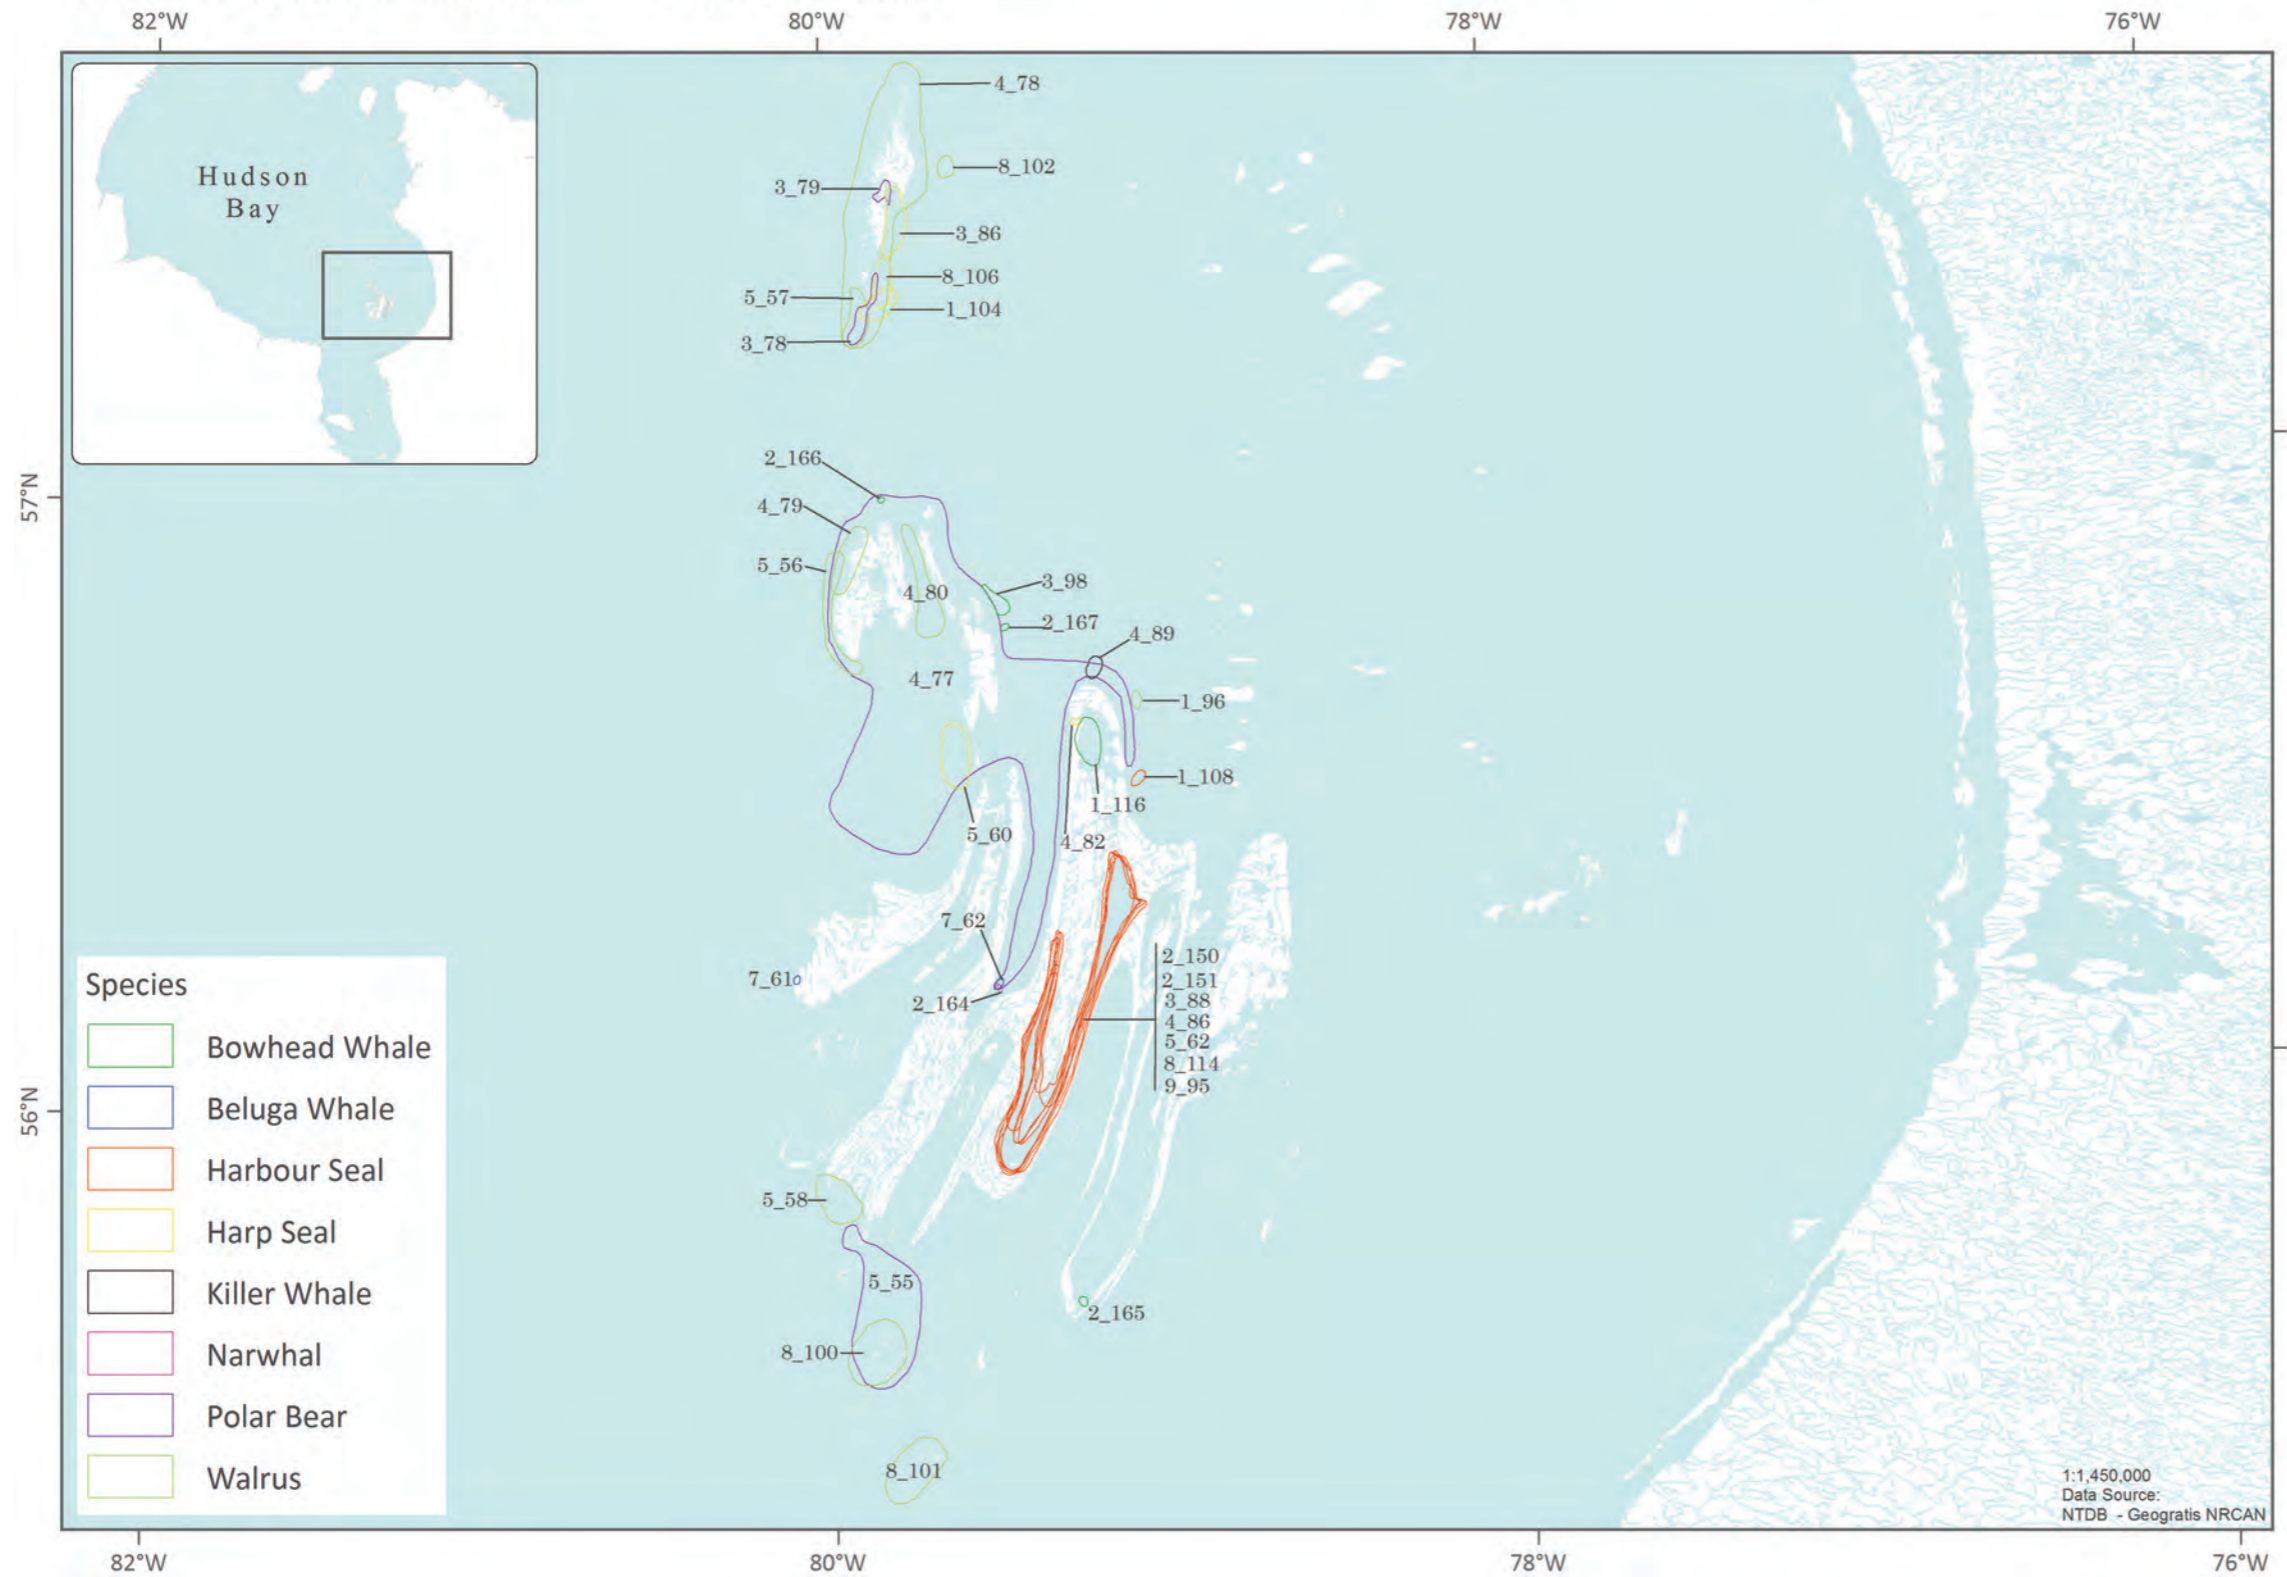 82°W
80°W
78°W
76°W
Hudson
Bay
4_78
8_102
3_79
3_86
8_106
5_57
1_104
3_78
57°N
2_166
4_79
5_56
4_80
3_98
2_167
4_89
4_77
1_96
1_108
1_116
5_60
4_82
7_62
7_61
2_164
2_150
2_151
3_88
4_86
5_62
8_114
9_95
56°N
5_58
5_55
2_165
8_100
8_101
Species
Bowhead Whale
Beluga Whale
Harbour Seal
Harp Seal
Killer Whale
Narwhal
Polar Bear
Walrus
1:1,450,000
Data Source:
NTDB - Geogratis NRCAN
82°W
80°W
78°W
76°W